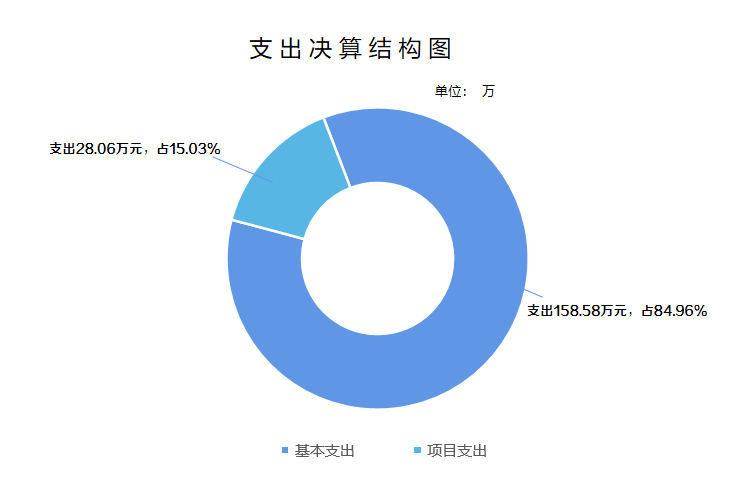 支出决算结构图
单位： 万
支出28.06万元，占15.03%
支出158.58万元，占84.96%
基本支出 项目支出